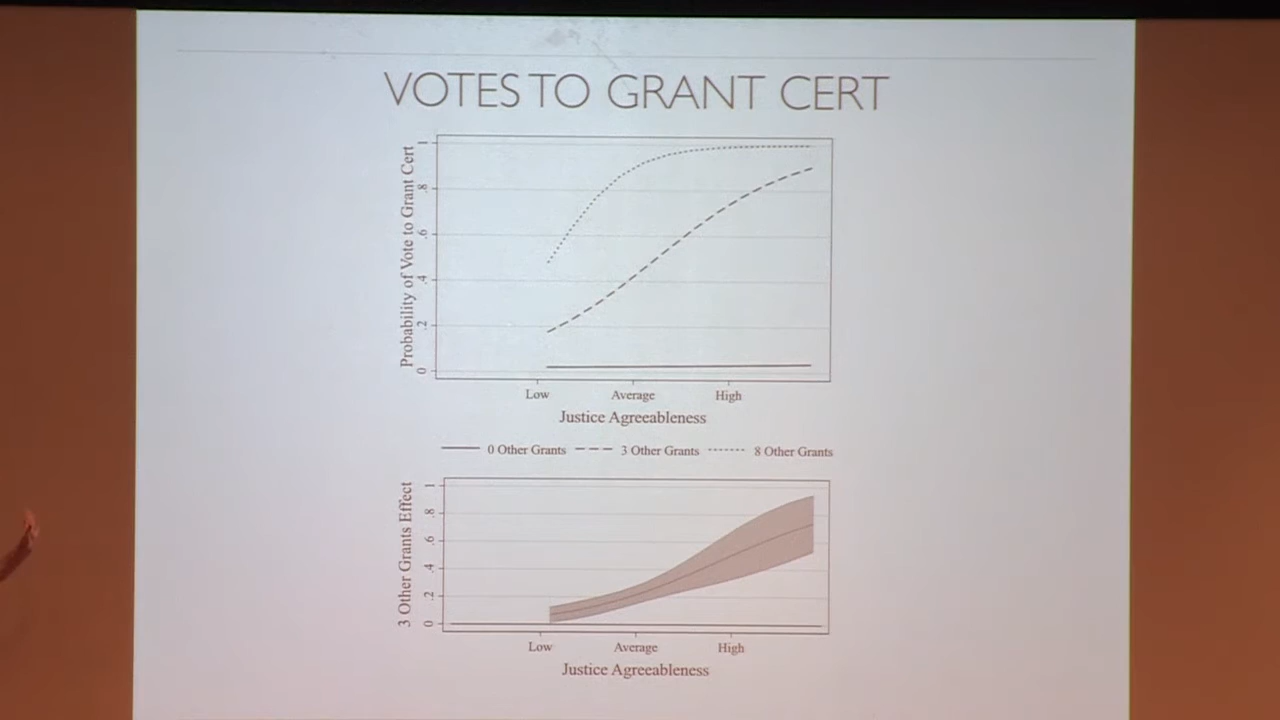 VOTES TO GRANT CERT
Probability of Vote to Grant Cert
1
.8
.6
.4
.2
0
Low Average High
Justice Agreeableness
0 Other Grants 3 Other Grants 8 Other Grants
3 Other Grants Effect
1
.8
.6
.4
.2
0
Low Average High
Justice Agreeableness